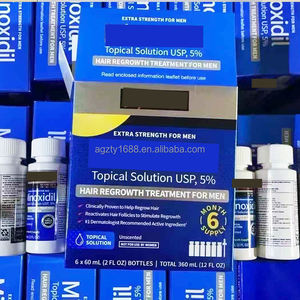 EXTRA STRENGTH FOR MEN
Topical Solution USP, 5%
HAIR REGROWTH TREATMENT FOR MEN
Read enclosed information leaflet before use
EXTRA STRENGTH FOR MEN
agzty1688.en.alibaba.com
Topical Solution USP, 5%
HAIR REGROWTH TREATMENT FOR MEN
Clinically Proven to Help Regrow Hair
Reactivates Hair Follicles to Stimulate Regrowth
#1 Dermatologist Recommended Active Ingredient*
MONTH
6
SUPPLY
TOPICAL SOLUTION
Unscented
NOT FOR USE BY WOMEN
6 x 60 mL (2 FL OZ) BOTTLES | TOTAL 360 mL (12 FL OZ)
noxidil